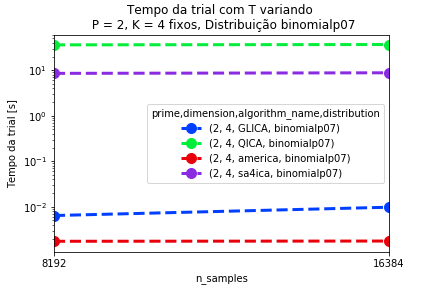 Tempo da trial com T variando
P = 2, K = 4 fixos, Distribuição binomialp07
Tempo da trial [s]
10¹
10⁰
10⁻¹
10⁻²
prime,dimension,algorithm_name,distribution
(2, 4, GLICA, binomialp07)
(2, 4, QICA, binomialp07)
(2, 4, america, binomialp07)
(2, 4, sa4ica, binomialp07)
8192
16384
n_samples